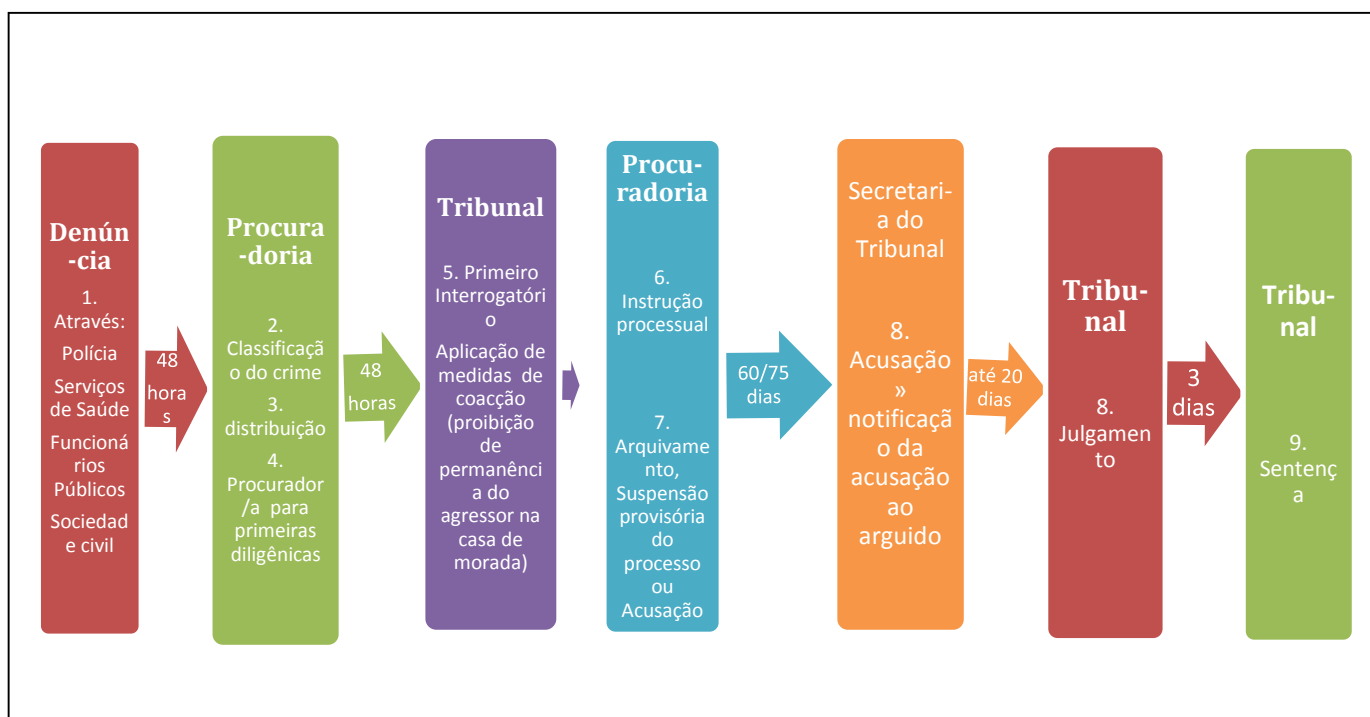 Denún
-cia
1.
Através:
Polícia
Serviços
de Saúde
Funcioná
rios
Públicos
Sociedad
e civil
48
hora
s
Procura
-doria
2.
Classificaçã
o do crime
3.
distribuição
4.
Procurador
/a para
primeiras
diligênicas
48
horas
Tribunal
5. Primeiro
Interrogatóri
o
Aplicação de
medidas de
coacção
(proibição
de
permanênci
a do
agressor na
casa de
morada)
Procu-
radoria
6.
Instrução
processual
7.
Arquivame
nto,
Suspensão
provisória
do
processo
ou
Acusação
60/75
dias
Secretari-
a do
Tribunal
8.
Acusação
»
notificaçã
o da
acusação
ao
arguido
até 20
dias
Tribu-
nal
8.
Julgame
nto
3
dias
Tribu-
nal
9.
Sentenç
a